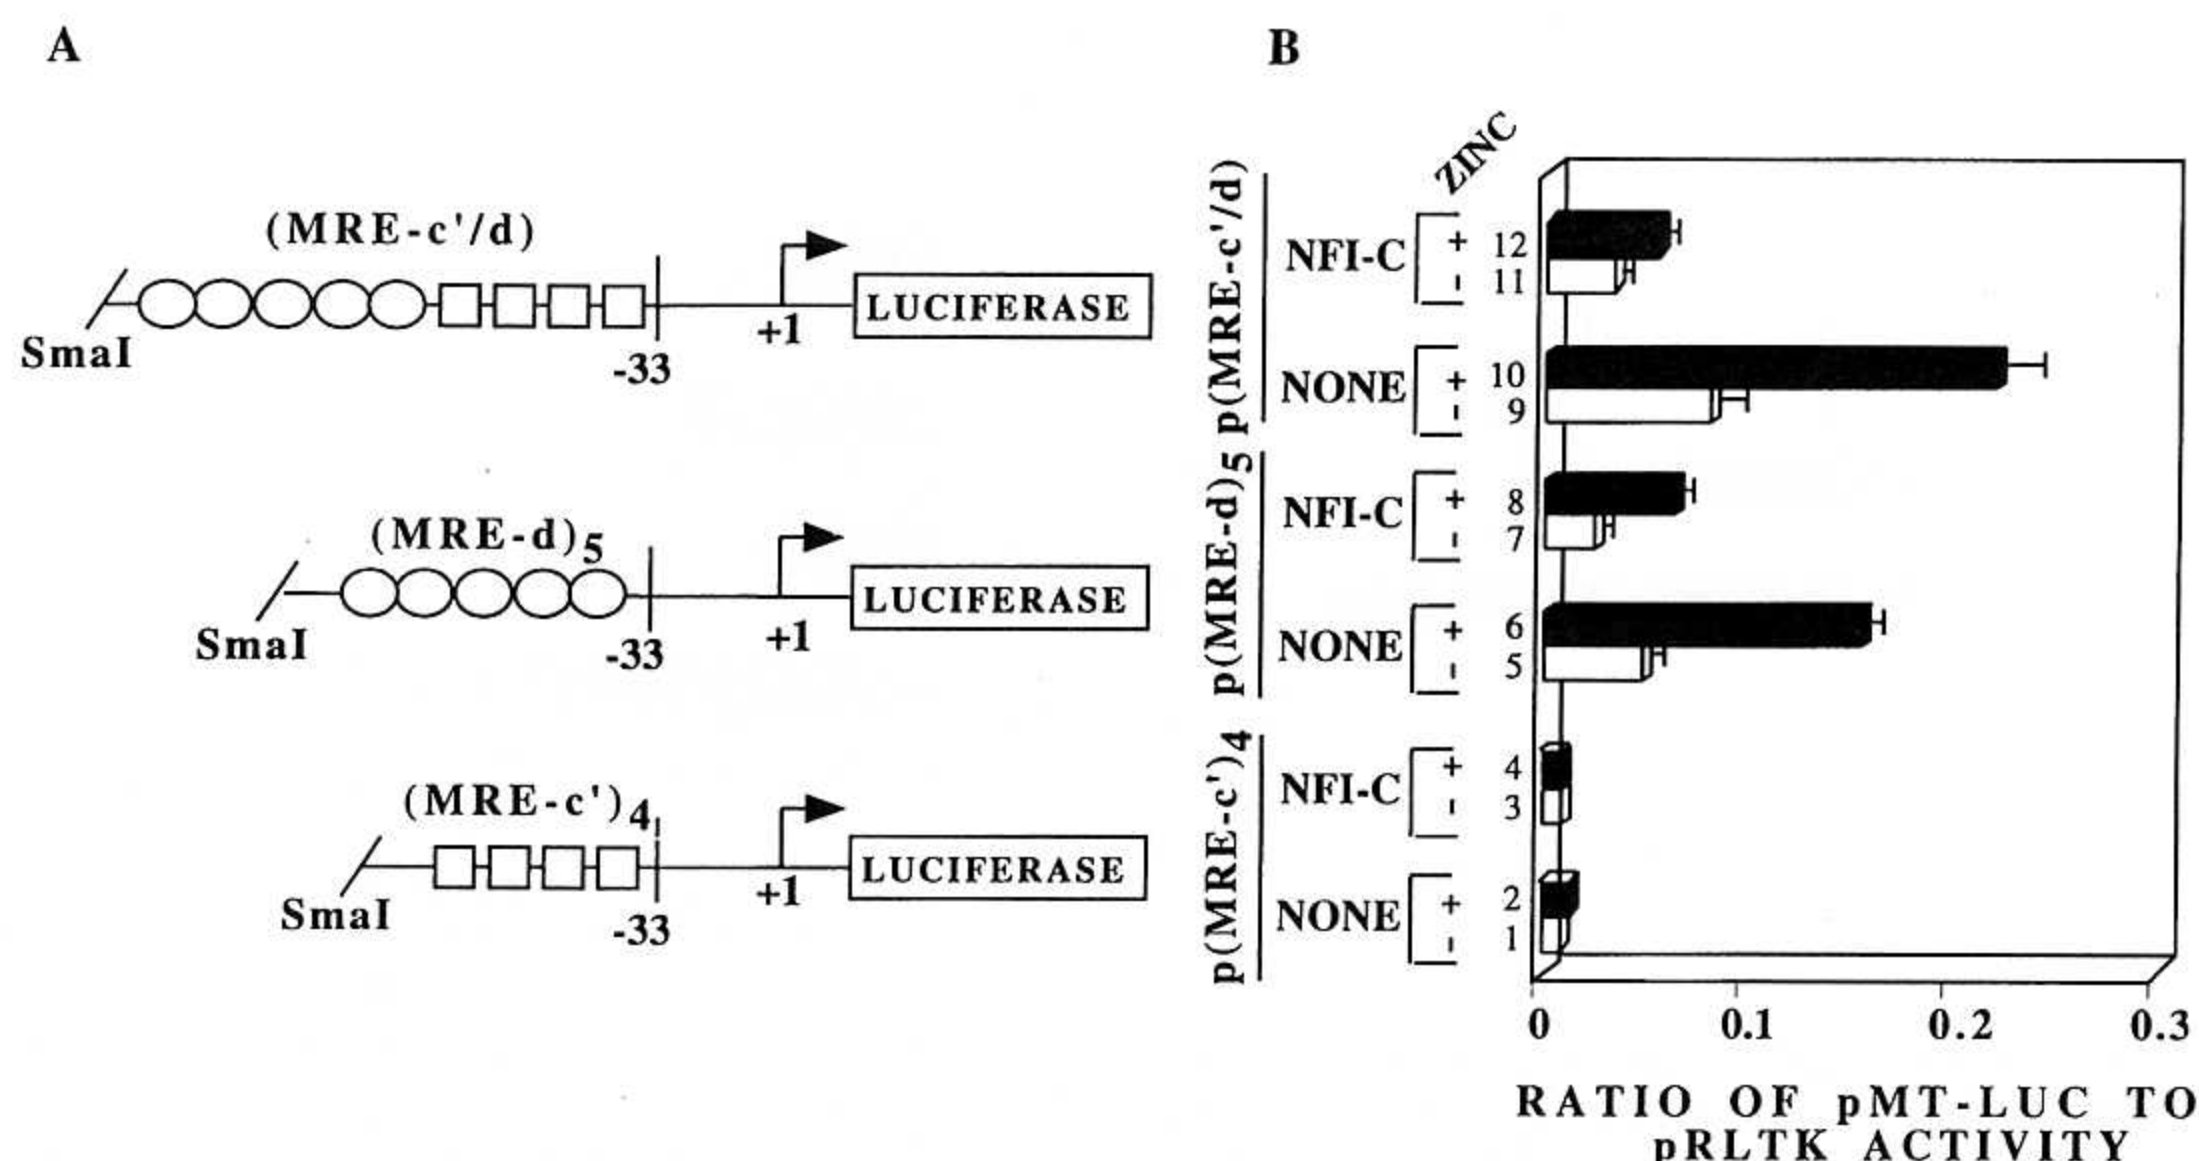 A
(MRE-c'/d)
SmaI
-33
+1
LUCIFERASE
(MRE-d)5
SmaI
-33
+1
LUCIFERASE
(MRE-c')4
SmaI
-33
+1
LUCIFERASE
B
ZINC
p(MRE-c'/d)
NFI-C + 12
- 11
NONE + 10
- 9
p(MRE-d)5
NFI-C + 8
- 7
NONE + 6
- 5
p(MRE-c')4
NFI-C + 4
- 3
NONE + 2
- 1
0 0.1 0.2 0.3
RATIO OF pMT-LUC TO
pRLTK ACTIVITY